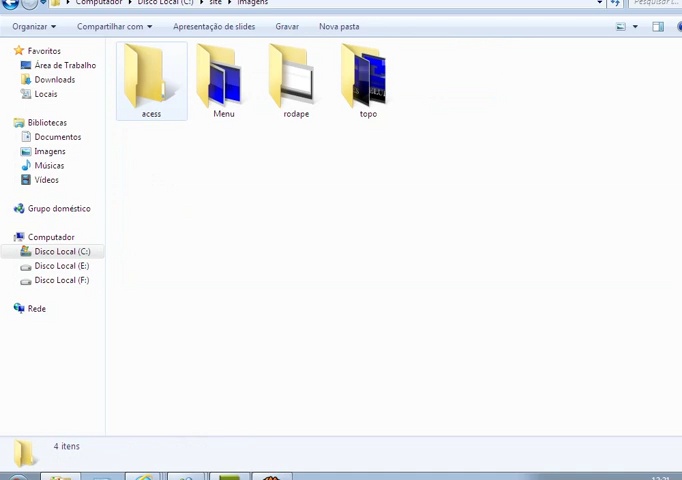 Computador Disco Local (C:) site imagens
Pesquisar i...
Organizar Compartilhar com Apresentação de slides Gravar Nova pasta
Favoritos
Área de Trabalho
Downloads
Locais
Bibliotecas
Documentos
Imagens
Músicas
Vídeos
Grupo doméstico
Computador
Disco Local (C:)
Disco Local (E:)
Disco Local (F:)
Rede
acess Menu rodape topo
4 itens